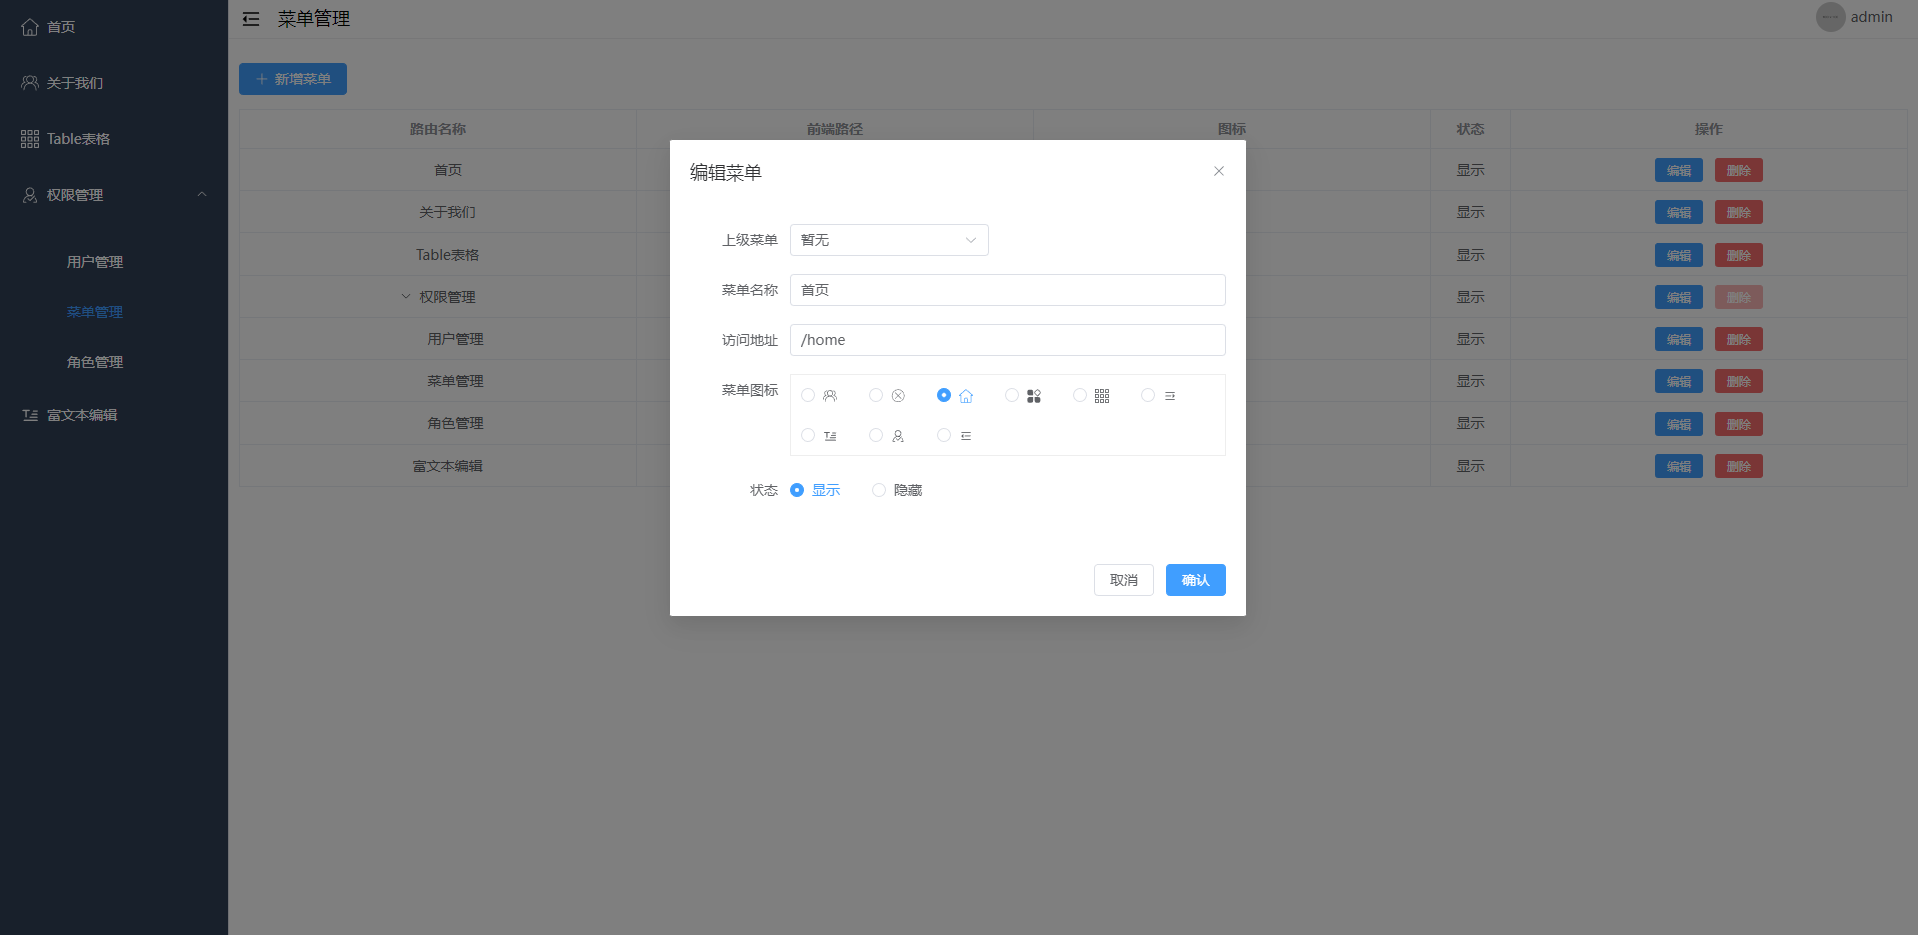 首页
关于我们
Table表格
权限管理
用户管理
菜单管理
角色管理
富文本编辑
菜单管理
admin
新增菜单
路由名称 前端路径 图标 状态 操作
首页 显示 编辑 删除
关于我们 显示 编辑 删除
Table表格 显示 编辑 删除
权限管理 显示 编辑 删除
用户管理 显示 编辑 删除
菜单管理 显示 编辑 删除
角色管理 显示 编辑 删除
富文本编辑 显示 编辑 删除
编辑菜单
上级菜单 暂无
菜单名称 首页
访问地址 /home
菜单图标
状态 显示 隐藏
取消 确认